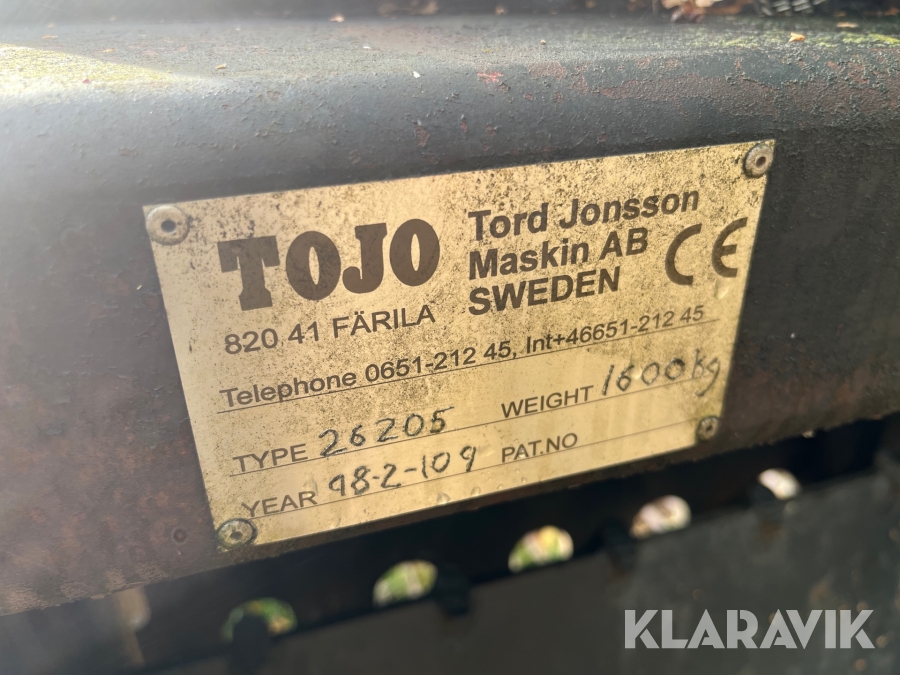 TOJO
Tord Jonsson
Maskin AB
SWEDEN
CE
820 41 FÄRILA
Telephone 0651-212 45, Int+46651-212 45
TYPE 26205 WEIGHT 1600kg
YEAR 98-2-109 PAT.NO
KLARAVIK